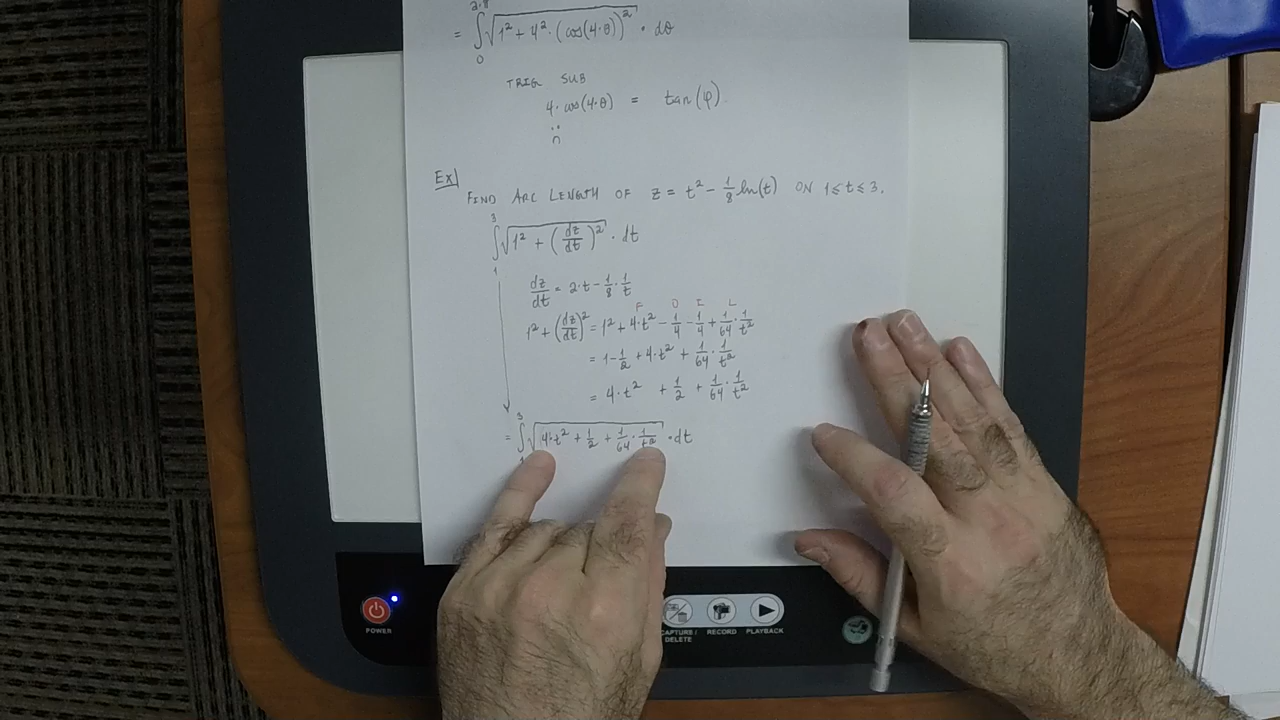 = ∫₀^{2·π} √(1² + 4²·(cos(4·θ))²) · dθ
TRIG SUB
4·cos(4·θ) = tan(φ)
Ex|
FIND ARC LENGTH OF z = t² - 1/8 ln(t) ON 1 ≤ t ≤ 3.
∫₁³ √(1² + (dz/dt)²) · dt
dz/dt = 2·t - 1/8 · 1/t
F O I L
1² + (dz/dt)² = 1² + 4·t² - 1/4 - 1/4 + 1/64 · 1/t²
= 1 - 1/2 + 4·t² + 1/64 · 1/t²
= 4·t² + 1/2 + 1/64 · 1/t²
= ∫₁³ √(4·t² + 1/2 + 1/64 · 1/t²) · dt
POWER
CAPTURE / DELETE
RECORD
PLAYBACK